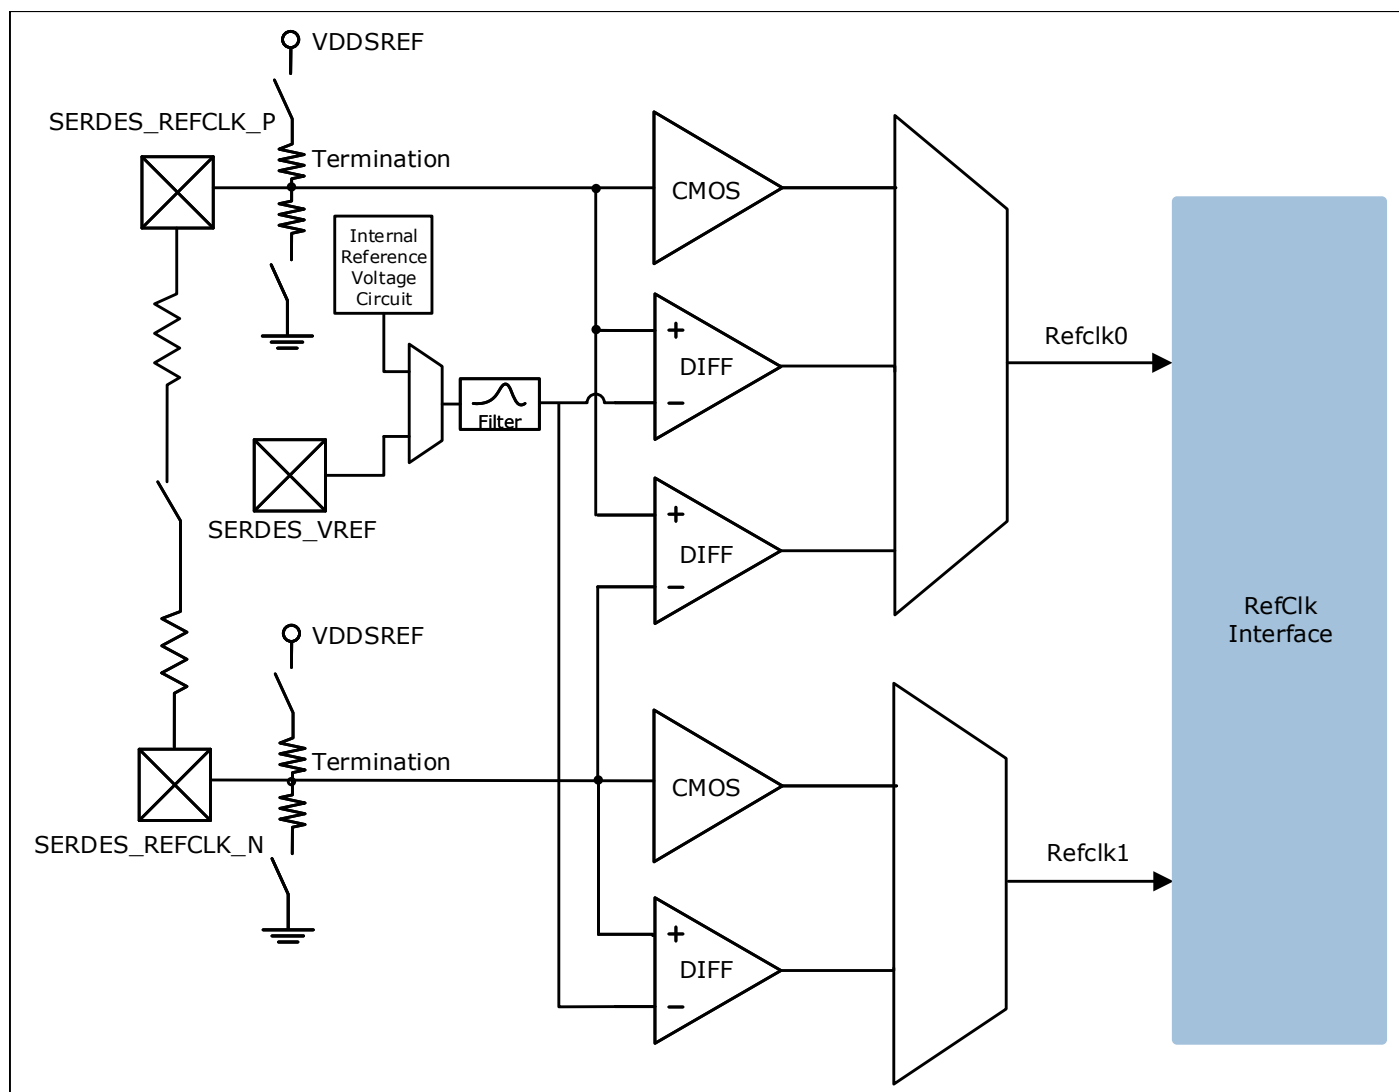 VDDSREF
SERDES_REFCLK_P
Termination
CMOS
Internal
Reference
Voltage
Circuit
+
DIFF
−
Refclk0
Filter
SERDES_VREF
+
DIFF
−
RefClk
Interface
VDDSREF
Termination
CMOS
SERDES_REFCLK_N
Refclk1
+
DIFF
−